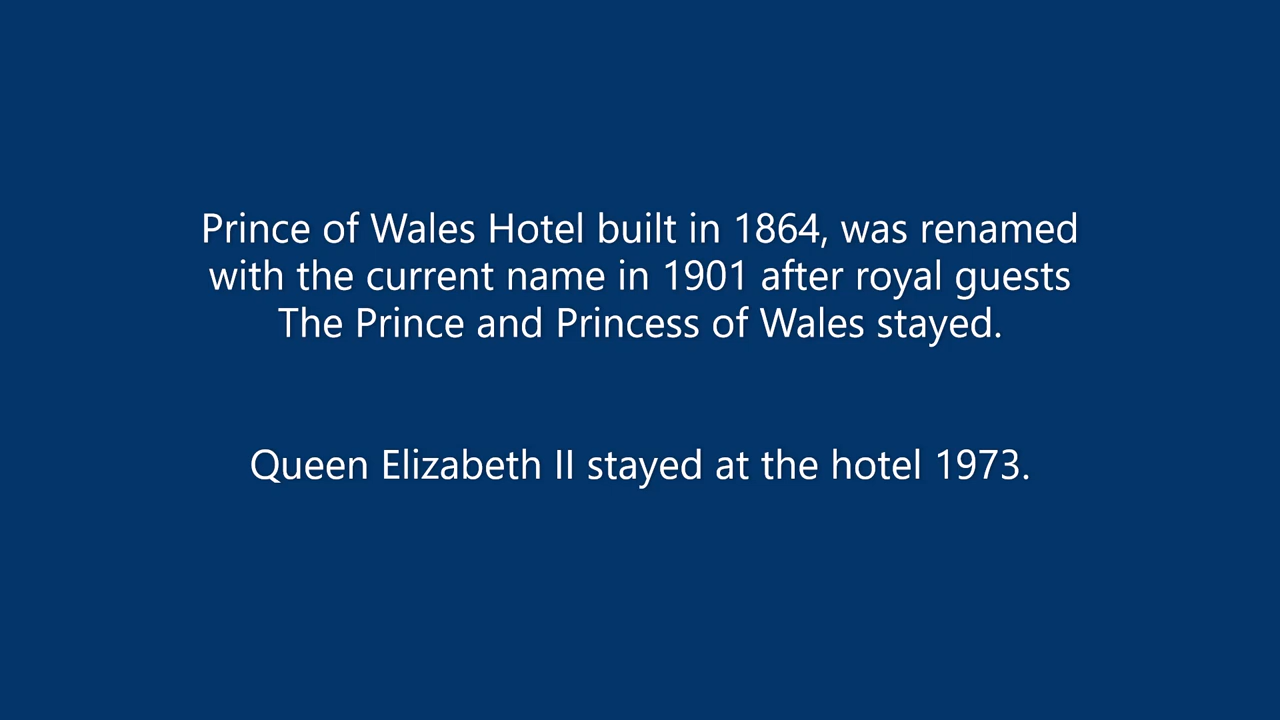 Prince of Wales Hotel built in 1864, was renamed
with the current name in 1901 after royal guests
The Prince and Princess of Wales stayed.
Queen Elizabeth II stayed at the hotel 1973.